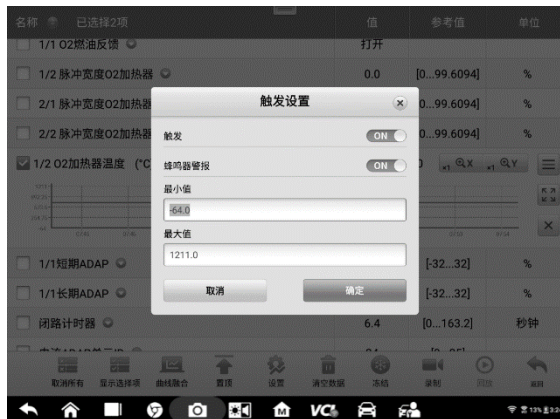 名称 已选择2项 值 参考值 单位
1/1 O2燃油反馈 打开
1/2 脉冲宽度O2加热器 0.0 [0...99.6094] %
2/1 脉冲宽度O2加热器 0...99.6094] %
2/2 脉冲宽度O2加热器 0...99.6094] %
1/2 O2加热器温度 (°C x1 X x1 Y
触发设置
触发 ON
蜂鸣器警报 ON
最小值
-64.0
最大值
1211.0
取消 确定
1/1短期ADAP [-32...32] %
1/1长期ADAP [-32...32] %
闭路计时器 6.4 [0...163.2] 秒钟
取消所有 显示选择项 曲线融合 置顶 设置 清空数据 冻结 录制 回放 返回
VCI